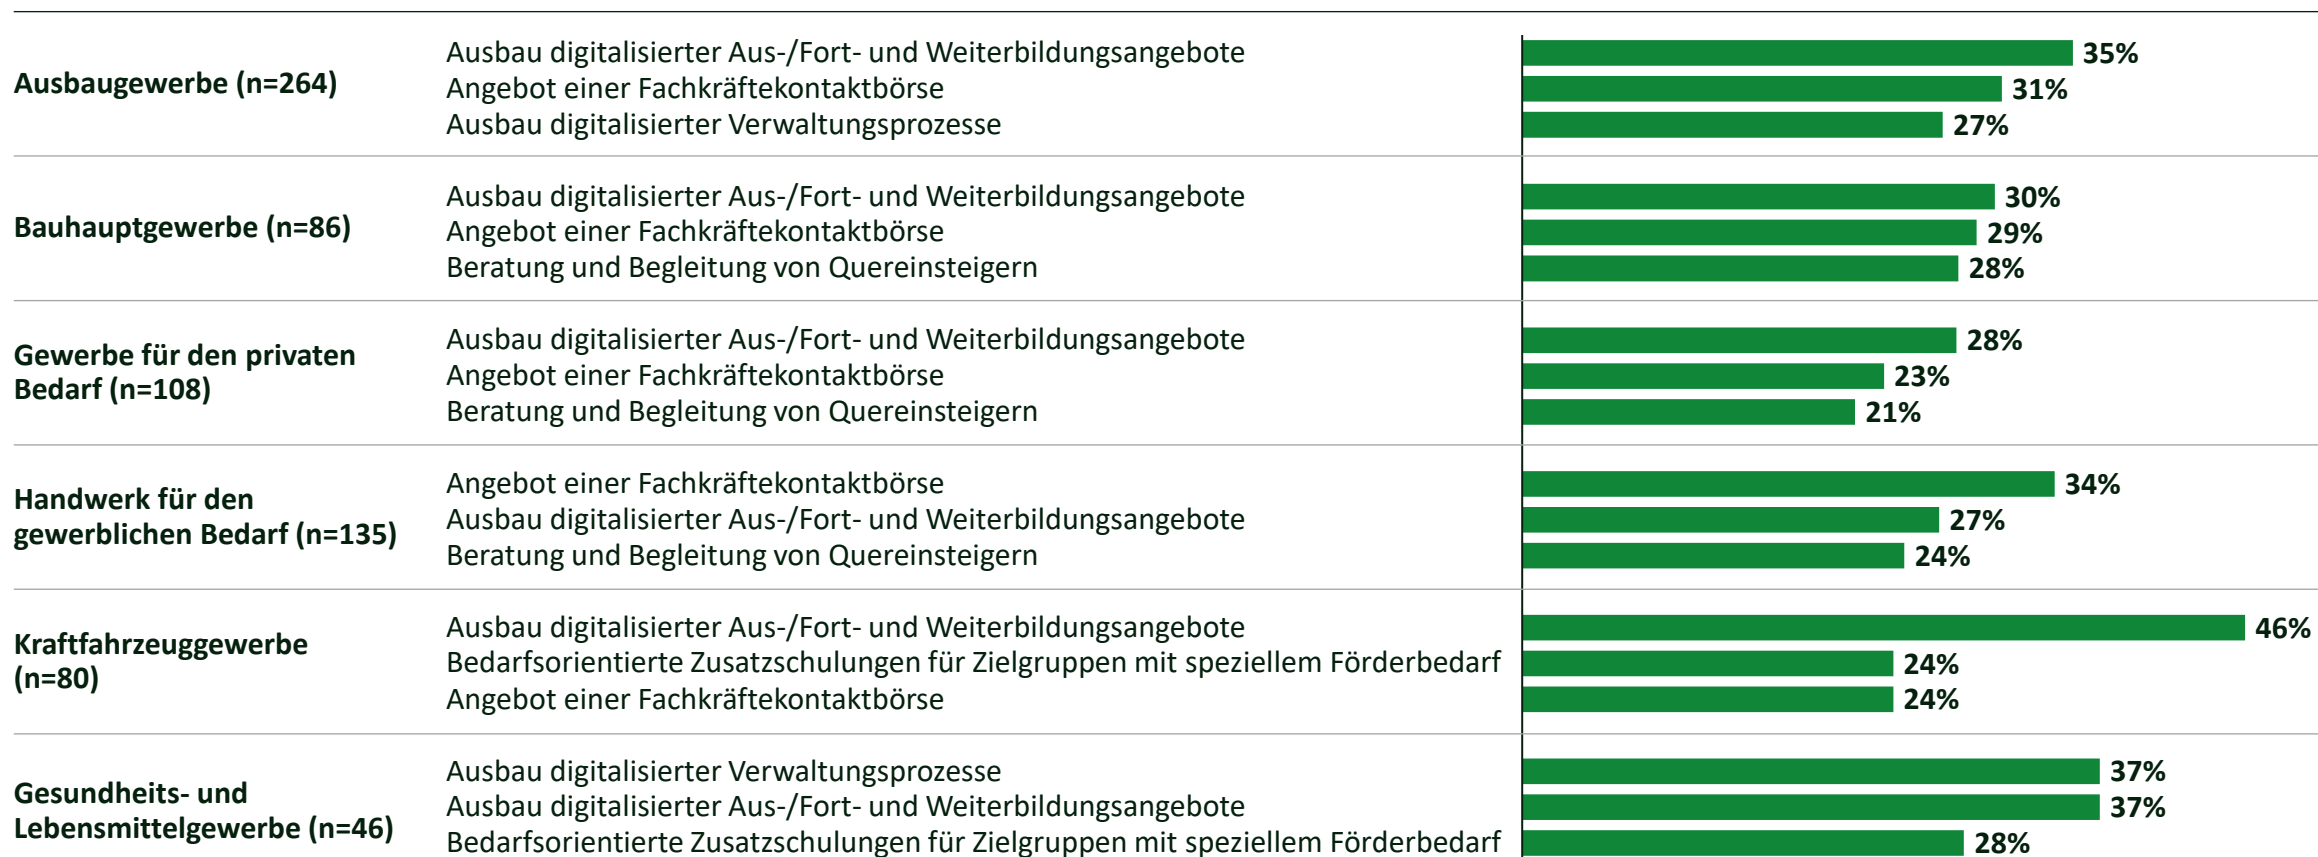 Ausbaugewerbe (n=264)
Ausbau digitalisierter Aus-/Fort- und Weiterbildungsangebote 35%
Angebot einer Fachkräftekontaktbörse 31%
Ausbau digitalisierter Verwaltungsprozesse 27%
Bauhauptgewerbe (n=86)
Ausbau digitalisierter Aus-/Fort- und Weiterbildungsangebote 30%
Angebot einer Fachkräftekontaktbörse 29%
Beratung und Begleitung von Quereinsteigern 28%
Gewerbe für den privaten
Bedarf (n=108)
Ausbau digitalisierter Aus-/Fort- und Weiterbildungsangebote 28%
Angebot einer Fachkräftekontaktbörse 23%
Beratung und Begleitung von Quereinsteigern 21%
Handwerk für den
gewerblichen Bedarf (n=135)
Angebot einer Fachkräftekontaktbörse 34%
Ausbau digitalisierter Aus-/Fort- und Weiterbildungsangebote 27%
Beratung und Begleitung von Quereinsteigern 24%
Kraftfahrzeuggewerbe
(n=80)
Ausbau digitalisierter Aus-/Fort- und Weiterbildungsangebote 46%
Bedarfsorientierte Zusatzschulungen für Zielgruppen mit speziellem Förderbedarf 24%
Angebot einer Fachkräftekontaktbörse 24%
Gesundheits- und
Lebensmittelgewerbe (n=46)
Ausbau digitalisierter Verwaltungsprozesse 37%
Ausbau digitalisierter Aus-/Fort- und Weiterbildungsangebote 37%
Bedarfsorientierte Zusatzschulungen für Zielgruppen mit speziellem Förderbedarf 28%